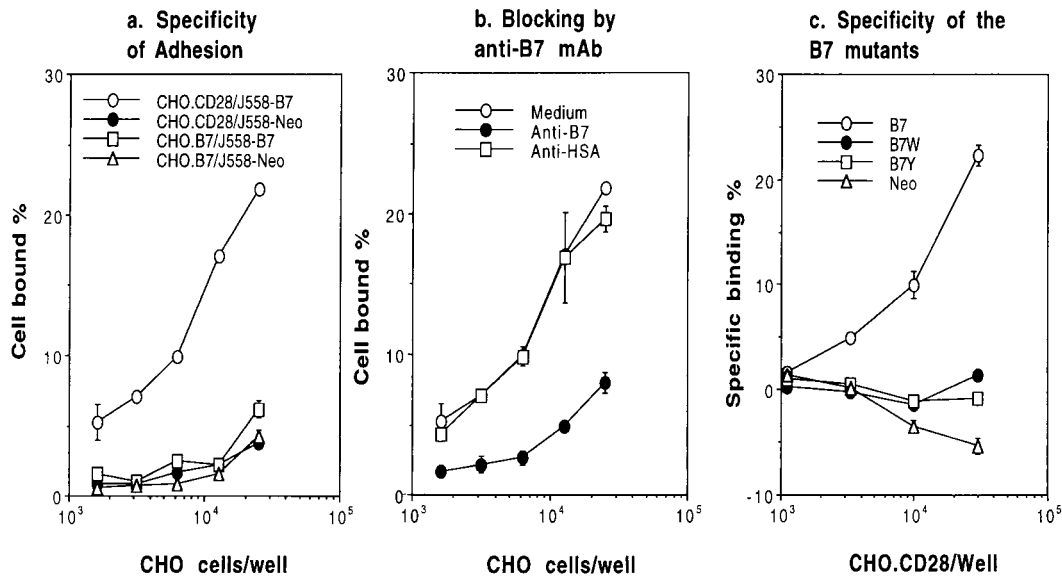 a. Specificity
of Adhesion
30
20
10
0
Cell bound %
CHO.CD28/J558-B7
CHO.CD28/J558-Neo
CHO.B7/J558-B7
CHO.B7/J558-Neo
10³
10⁴
10⁵
CHO cells/well
b. Blocking by
anti-B7 mAb
30
20
10
0
Cell bound %
Medium
Anti-B7
Anti-HSA
10³
10⁴
10⁵
CHO cells/well
c. Specificity of the
B7 mutants
30
20
10
0
-10
Specific binding %
B7
B7W
B7Y
Neo
10³
10⁴
10⁵
CHO.CD28/Well